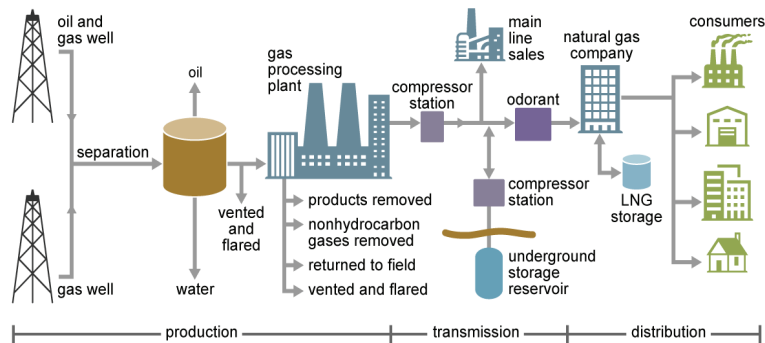 oil and
gas well
oil
separation
gas well
water
vented
and
flared
gas
processing
plant
products removed
nonhydrocarbon
gases removed
returned to field
vented and flared
compressor
station
main
line
sales
odorant
compressor
station
underground
storage
reservoir
natural gas
company
LNG
storage
consumers
production
transmission
distribution